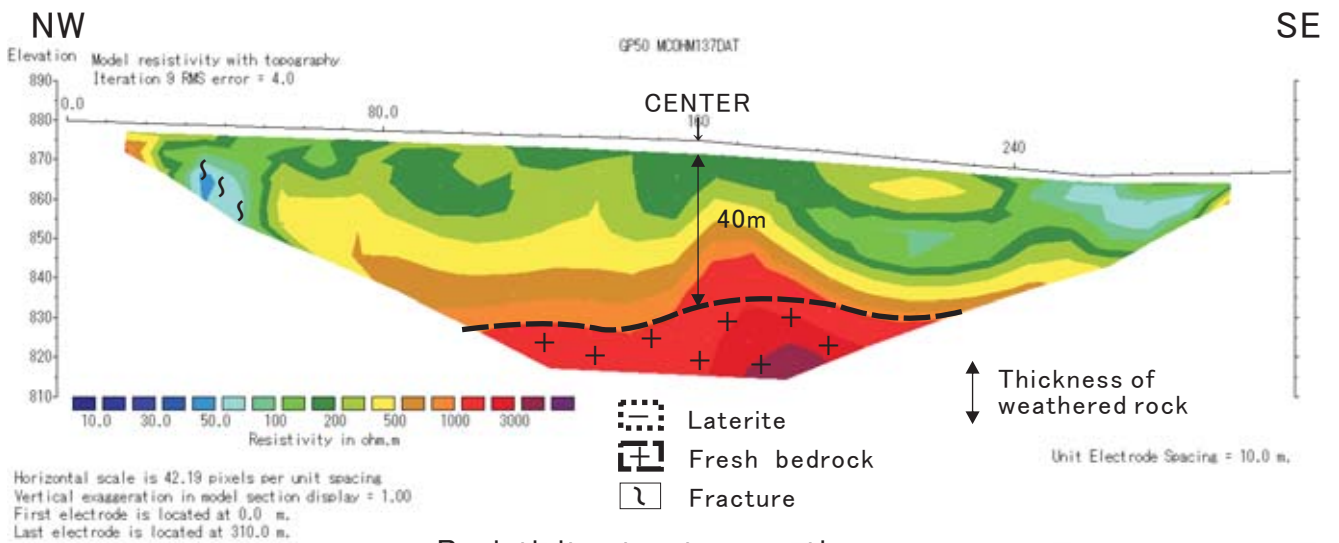 NW
SE
Elevation
Model resistivity with topography
Iteration 9 RMS error = 4.0
GP50 MCOHM137DAT
890
880
870
860
850
840
830
820
810
0.0
80.0
CENTER
160
240
40m
10.0 30.0 50.0 100 200 500 1000 3000
Resistivity in ohm.m
Laterite
Fresh bedrock
Fracture
Thickness of
weathered rock
Unit Electrode Spacing = 10.0 m.
Horizontal scale is 42.19 pixels per unit spacing
Vertical exaggeration in model section display = 1.00
First electrode is located at 0.0 m.
Last electrode is located at 310.0 m.